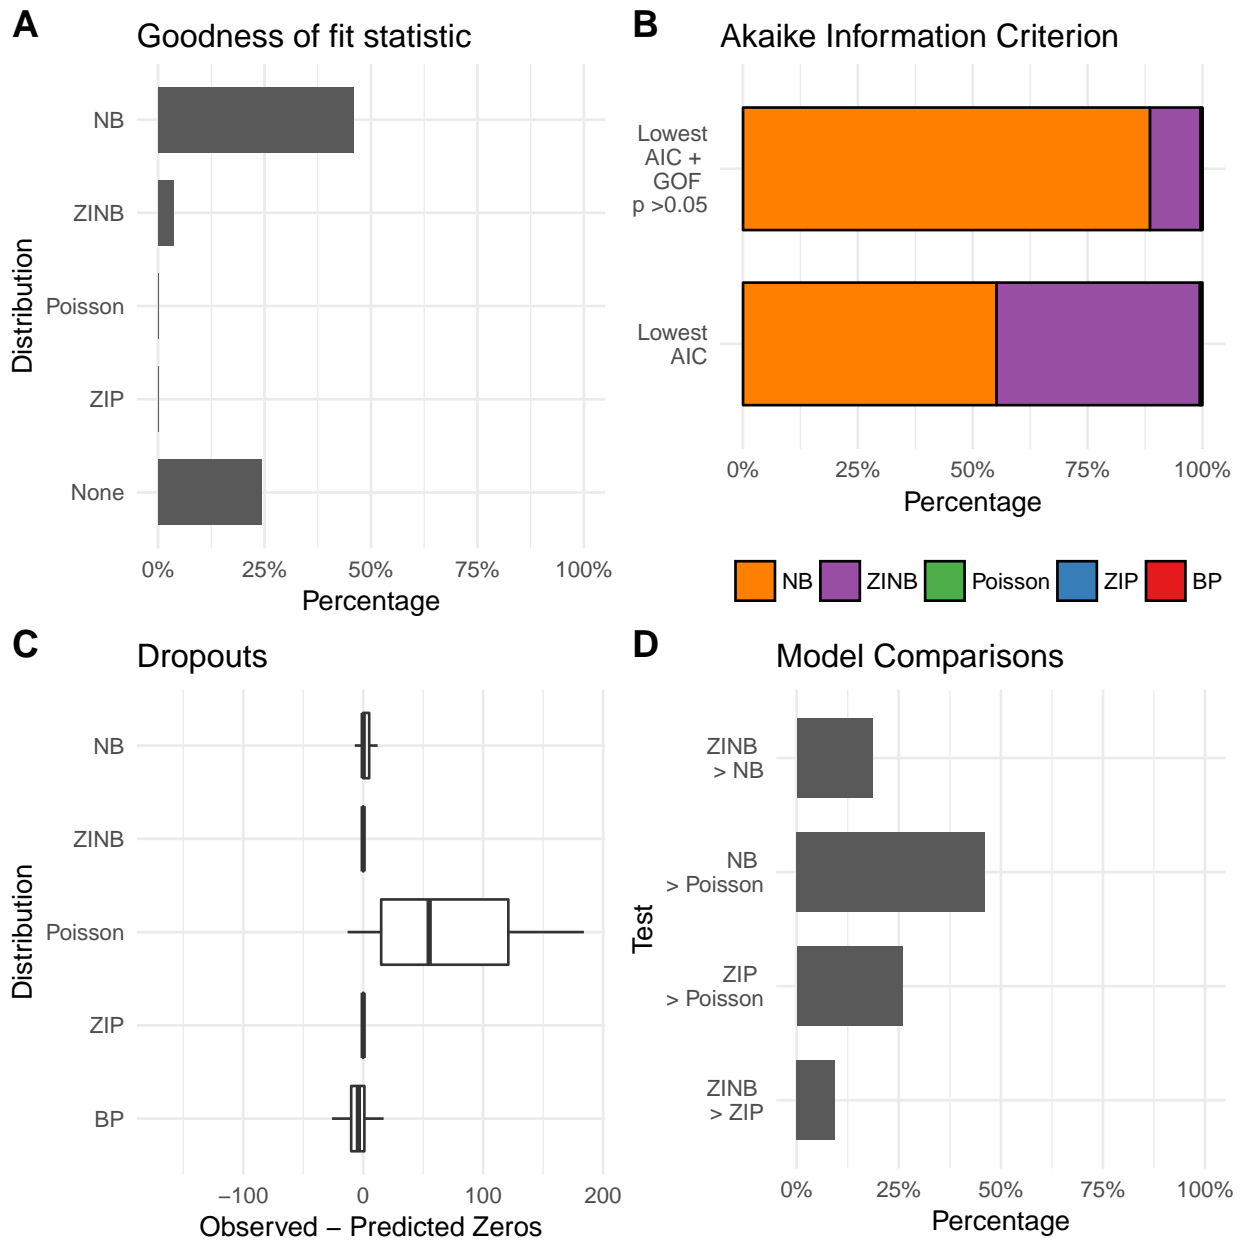 A
Goodness of fit statistic
Distribution
NB
ZINB
Poisson
ZIP
None
0% 25% 50% 75% 100%
Percentage
B
Akaike Information Criterion
Lowest
AIC +
GOF
p >0.05
Lowest
AIC
0% 25% 50% 75% 100%
Percentage
NB ZINB Poisson ZIP BP
C
Dropouts
Distribution
NB
ZINB
Poisson
ZIP
BP
−100 0 100 200
Observed − Predicted Zeros
D
Model Comparisons
Test
ZINB
> NB
NB
> Poisson
ZIP
> Poisson
ZINB
> ZIP
0% 25% 50% 75% 100%
Percentage